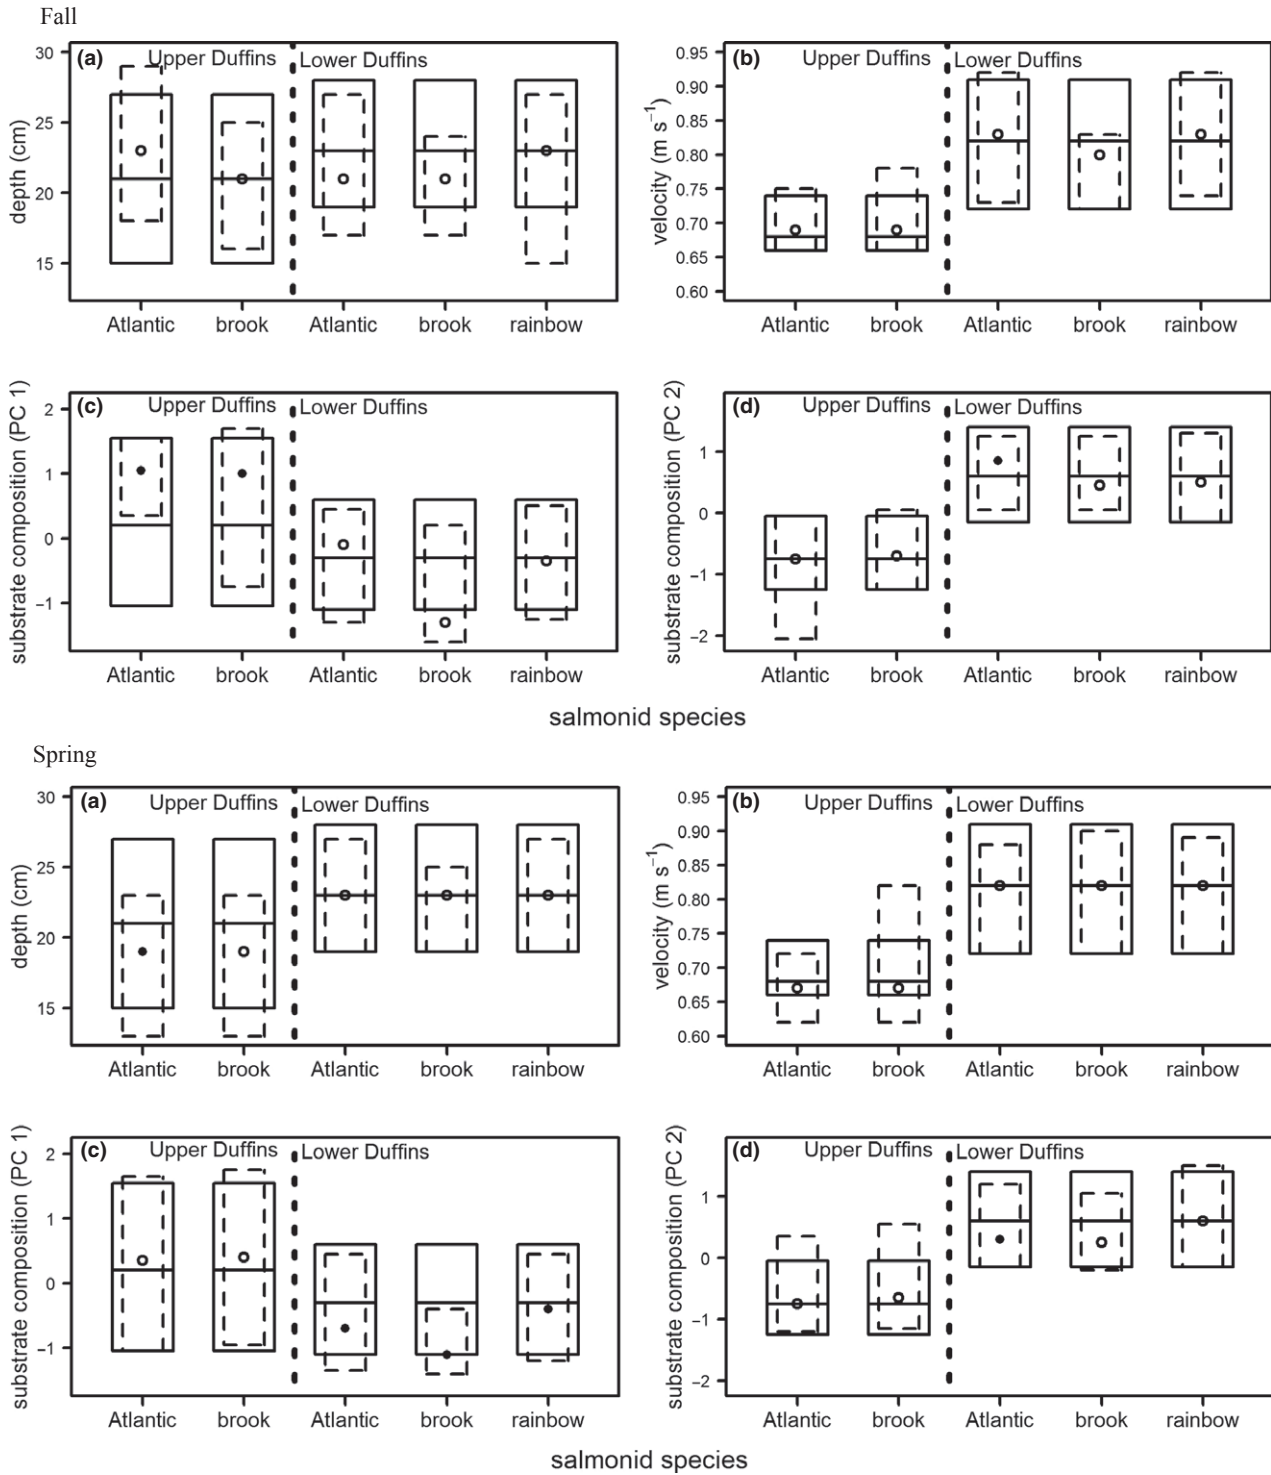 Fall
(a) Upper Duffins Lower Duffins
depth (cm)
30
25
20
15
Atlantic brook Atlantic brook rainbow
(b) Upper Duffins Lower Duffins
velocity (m s⁻¹)
0.95
0.90
0.85
0.80
0.75
0.70
0.65
0.60
Atlantic brook Atlantic brook rainbow
(c) Upper Duffins Lower Duffins
substrate composition (PC 1)
2
1
0
−1
Atlantic brook Atlantic brook rainbow
(d) Upper Duffins Lower Duffins
substrate composition (PC 2)
1
0
−1
−2
Atlantic brook Atlantic brook rainbow
salmonid species
Spring
(a) Upper Duffins Lower Duffins
depth (cm)
30
25
20
15
Atlantic brook Atlantic brook rainbow
(b) Upper Duffins Lower Duffins
velocity (m s⁻¹)
0.95
0.90
0.85
0.80
0.75
0.70
0.65
0.60
Atlantic brook Atlantic brook rainbow
(c) Upper Duffins Lower Duffins
substrate composition (PC 1)
2
1
0
−1
Atlantic brook Atlantic brook rainbow
(d) Upper Duffins Lower Duffins
substrate composition (PC 2)
1
0
−1
−2
Atlantic brook Atlantic brook rainbow
salmonid species